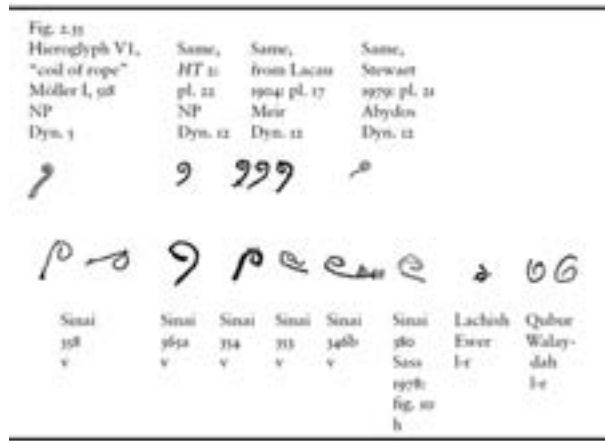 Fig. 2.35
Hieroglyph V1,
"coil of rope"
Möller I, 518
NP
Dyn. 5
Same,
HT 2:
pl. 22
NP
Dyn. 12
Same,
from Lacau
1904: pl. 17
Meir
Dyn. 12
Same,
Stewart
1979: pl. 21
Abydos
Dyn. 12
Sinai
358
v
Sinai
365a
v
Sinai
354
v
Sinai
353
v
Sinai
346b
v
Sinai
380
Sass
1978:
fig. 10
h
Lachish
Ewer
l-r
Qubur
Walay-
dah
l-r